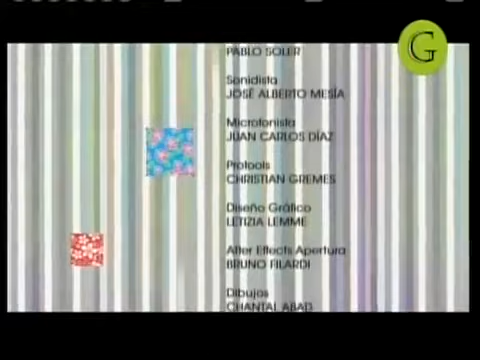 G
PABLO SOLER
Sonidista
JOSÉ ALBERTO MESÍA
Microfonista
JUAN CARLOS DÍAZ
Protools
CHRISTIAN GREMES
Diseño Gráfico
LETIZIA LEMME
After Effects Apertura
BRUNO FILARDI
Dibujos
CHANTAL ABAD